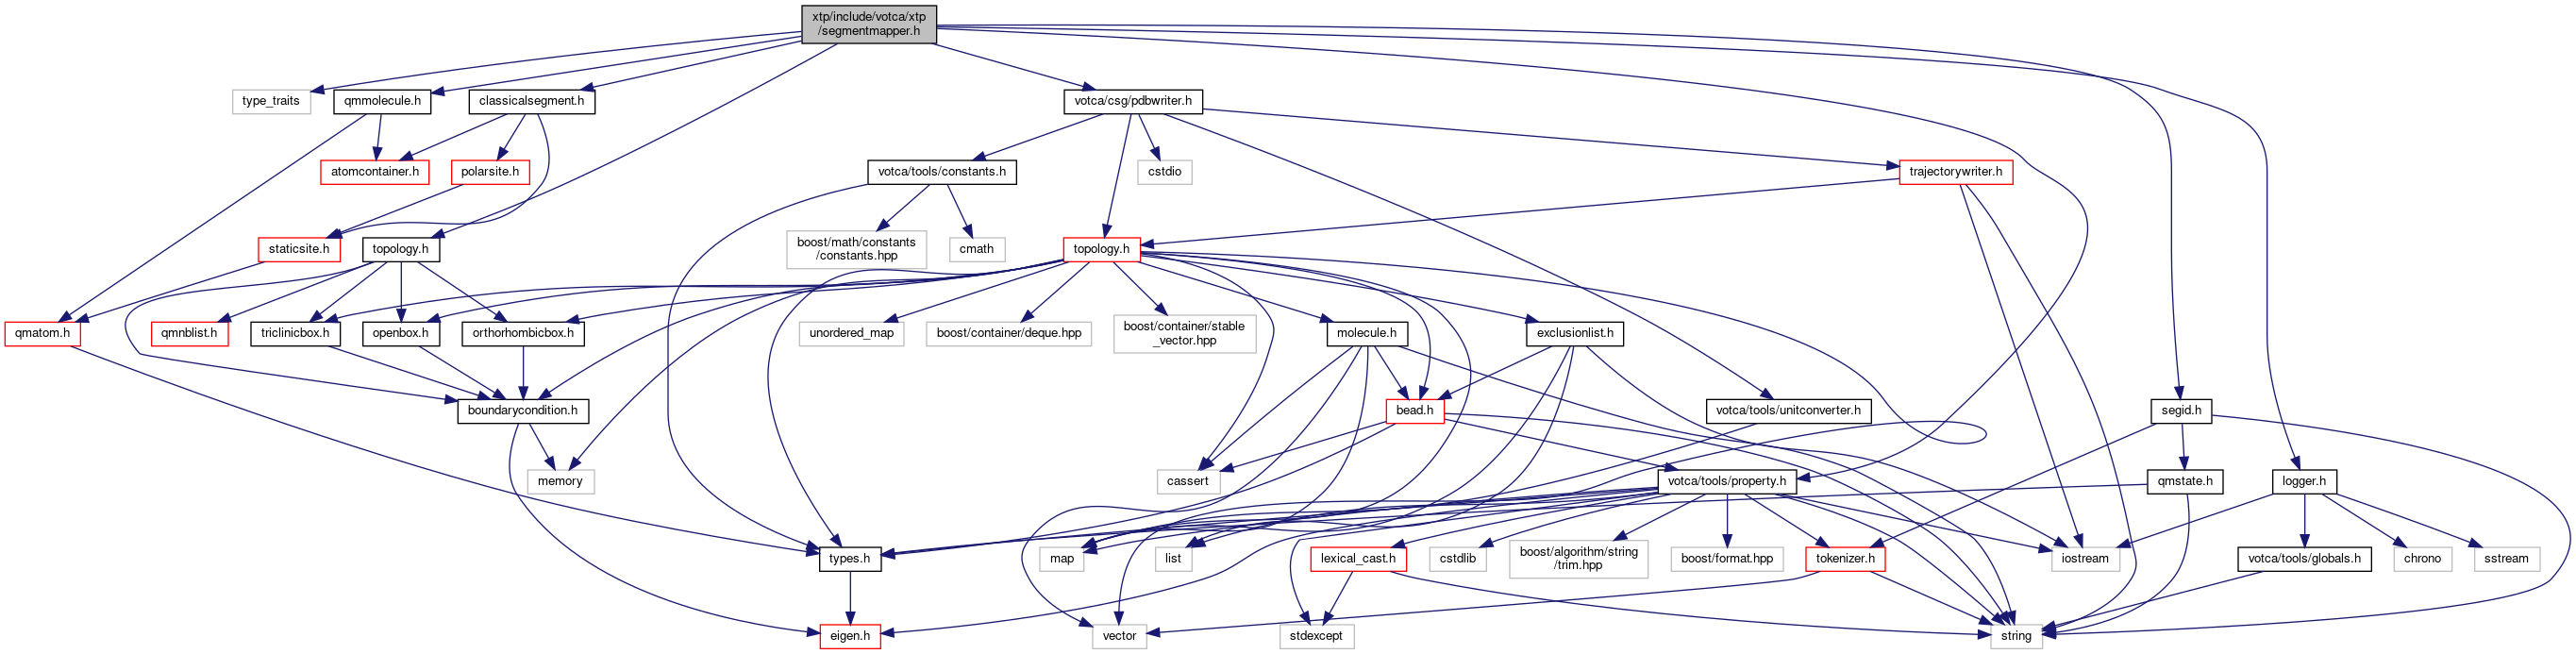 xtp/include/votca/xtp
/segmentmapper.h
type_traits
qmmolecule.h
classicalsegment.h
votca/csg/pdbwriter.h
atomcontainer.h
polarsite.h
votca/tools/constants.h
cstdio
trajectorywriter.h
staticsite.h
topology.h
boost/math/constants
/constants.hpp
cmath
topology.h
qmatom.h
qmnblist.h
triclinicbox.h
openbox.h
orthorhombicbox.h
unordered_map
boost/container/deque.hpp
boost/container/stable
_vector.hpp
molecule.h
exclusionlist.h
boundarycondition.h
bead.h
votca/tools/unitconverter.h
segid.h
memory
cassert
votca/tools/property.h
qmstate.h
logger.h
types.h
map
list
lexical_cast.h
cstdlib
boost/algorithm/string
/trim.hpp
boost/format.hpp
tokenizer.h
iostream
votca/tools/globals.h
chrono
sstream
eigen.h
vector
stdexcept
string